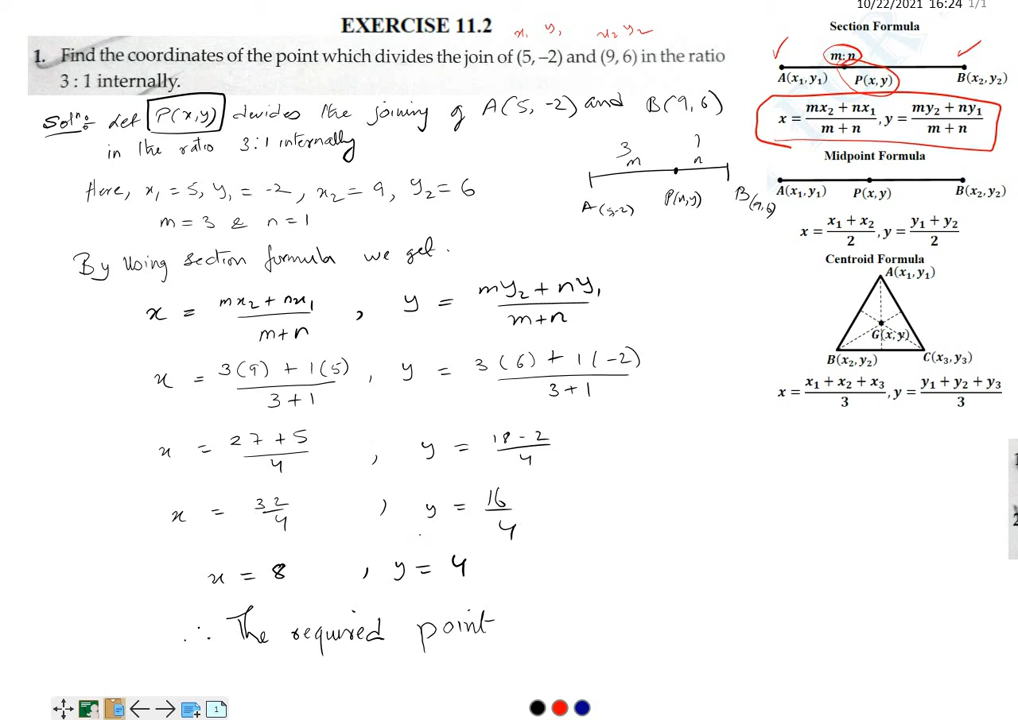 10/22/2021 16:24 1/1
EXERCISE 11.2
x₁ y₁ x₂ y₂
1. Find the coordinates of the point which divides the join of (5, −2) and (9, 6) in the ratio
3 : 1 internally.
Solⁿ: Let P(x,y) divides the joining of A(5, -2) and B(9, 6)
in the ratio 3:1 internally
3 1
m n
A(5,-2) P(x,y) B(9,6)
Here, x₁ = 5, y₁ = -2, x₂ = 9, y₂ = 6
m = 3 & n = 1
By Using section formula we get.
x = mx₂ + nx₁ / m+n , y = my₂ + ny₁ / m+n
x = 3(9) + 1(5) / 3+1 , y = 3(6) + 1(-2) / 3+1
x = 27+5 / 4 , y = 18-2 / 4
x = 32/4 , y = 16/4
x = 8 , y = 4
∴ The required point
Section Formula
m:n
A(x₁, y₁) P(x, y) B(x₂, y₂)
x = mx₂ + nx₁ / m + n , y = my₂ + ny₁ / m + n
Midpoint Formula
A(x₁, y₁) P(x, y) B(x₂, y₂)
x = x₁ + x₂ / 2 , y = y₁ + y₂ / 2
Centroid Formula
A(x₁, y₁)
G(x, y)
B(x₂, y₂) C(x₃, y₃)
x = x₁ + x₂ + x₃ / 3 , y = y₁ + y₂ + y₃ / 3
1